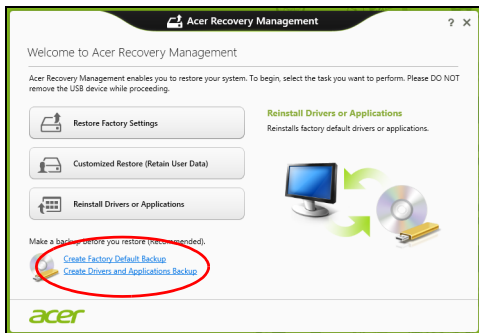 Acer Recovery Management
? ×
Welcome to Acer Recovery Management
Acer Recovery Management enables you to restore your system. To begin, select the task you want to perform. Please DO NOT
remove the USB device while proceeding.
Restore Factory Settings
Customized Restore (Retain User Data)
Reinstall Drivers or Applications
Reinstall Drivers or Applications
Reinstalls factory default drivers or applications.
Make a backup before you restore (Recommended).
Create Factory Default Backup
Create Drivers and Applications Backup
acer